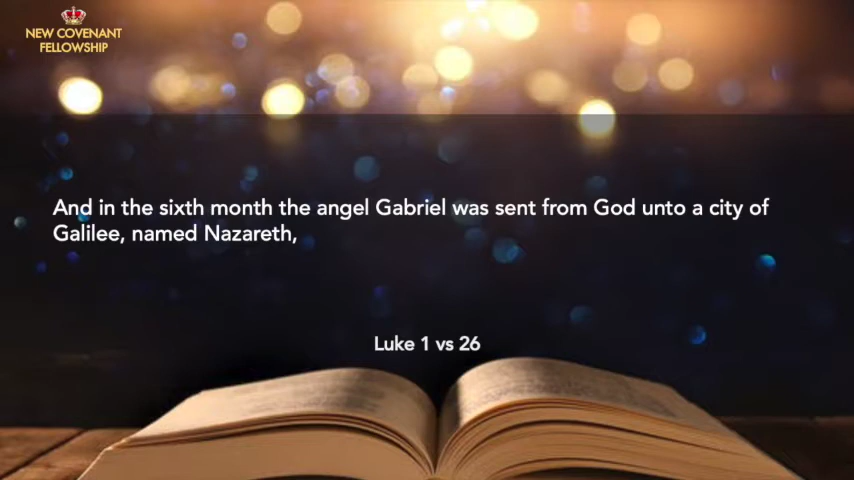 NEW COVENANT
FELLOWSHIP
And in the sixth month the angel Gabriel was sent from God unto a city of
Galilee, named Nazareth,
Luke 1 vs 26